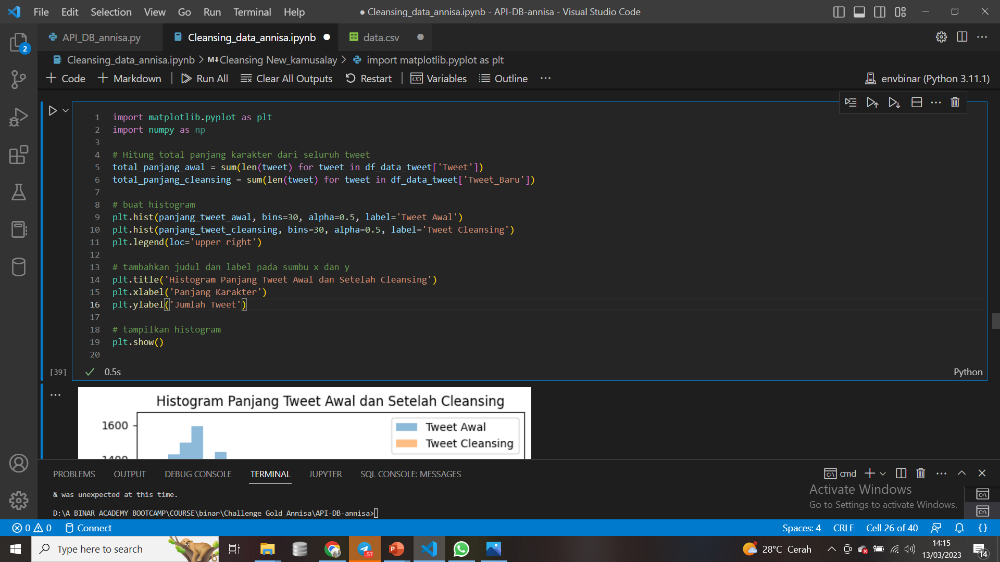 File Edit Selection View Go Run Terminal Help ● Cleansing_data_annisa.ipynb - API-DB-annisa - Visual Studio Code
API_DB_annisa.py Cleansing_data_annisa.ipynb data.csv
2
Cleansing_data_annisa.ipynb > M↓Cleansing New_kamusalay > import matplotlib.pyplot as plt
+ Code + Markdown Run All Clear All Outputs Restart Variables Outline ... envbinar (Python 3.11.1)
1 import matplotlib.pyplot as plt
2 import numpy as np
3
4 # Hitung total panjang karakter dari seluruh tweet
5 total_panjang_awal = sum(len(tweet) for tweet in df_data_tweet['Tweet'])
6 total_panjang_cleansing = sum(len(tweet) for tweet in df_data_tweet['Tweet_Baru'])
7
8 # buat histogram
9 plt.hist(panjang_tweet_awal, bins=30, alpha=0.5, label='Tweet Awal')
10 plt.hist(panjang_tweet_cleansing, bins=30, alpha=0.5, label='Tweet Cleansing')
11 plt.legend(loc='upper right')
12
13 # tambahkan judul dan label pada sumbu x dan y
14 plt.title('Histogram Panjang Tweet Awal dan Setelah Cleansing')
15 plt.xlabel('Panjang Karakter')
16 plt.ylabel('Jumlah Tweet')
17
18 # tampilkan histogram
19 plt.show()
20
[39] 0.5s Python
Histogram Panjang Tweet Awal dan Setelah Cleansing
1600
Tweet Awal
Tweet Cleansing
1400
PROBLEMS OUTPUT DEBUG CONSOLE TERMINAL JUPYTER SQL CONSOLE: MESSAGES cmd
& was unexpected at this time.
Activate Windows
Go to Settings to activate Windows.
D:\A BINAR ACADEMY BOOTCAMP\COURSE\binar\Challenge Gold_Annisa\API-DB-annisa>
0 0 Connect Spaces: 4 CRLF Cell 26 of 40 {}
Type here to search ..57 28°C Cerah 14:15
13/03/2023 14